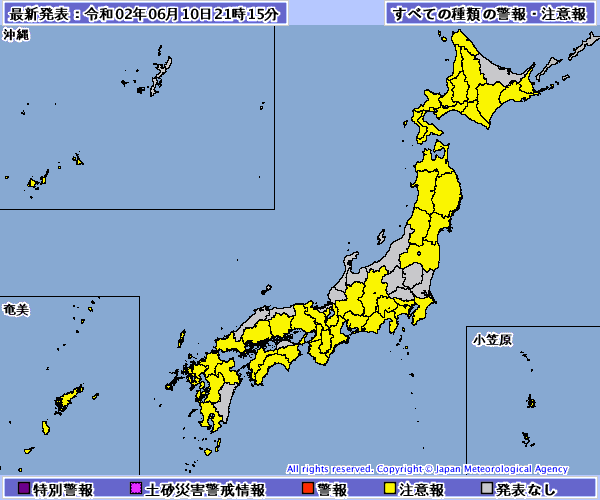 最新発表：令和02年06月10日21時15分
すべての種類の警報・注意報
沖縄
奄美
小笠原
All rights reserved. Copyright © Japan Meteorological Agency
特別警報
土砂災害警戒情報
警報
注意報
発表なし